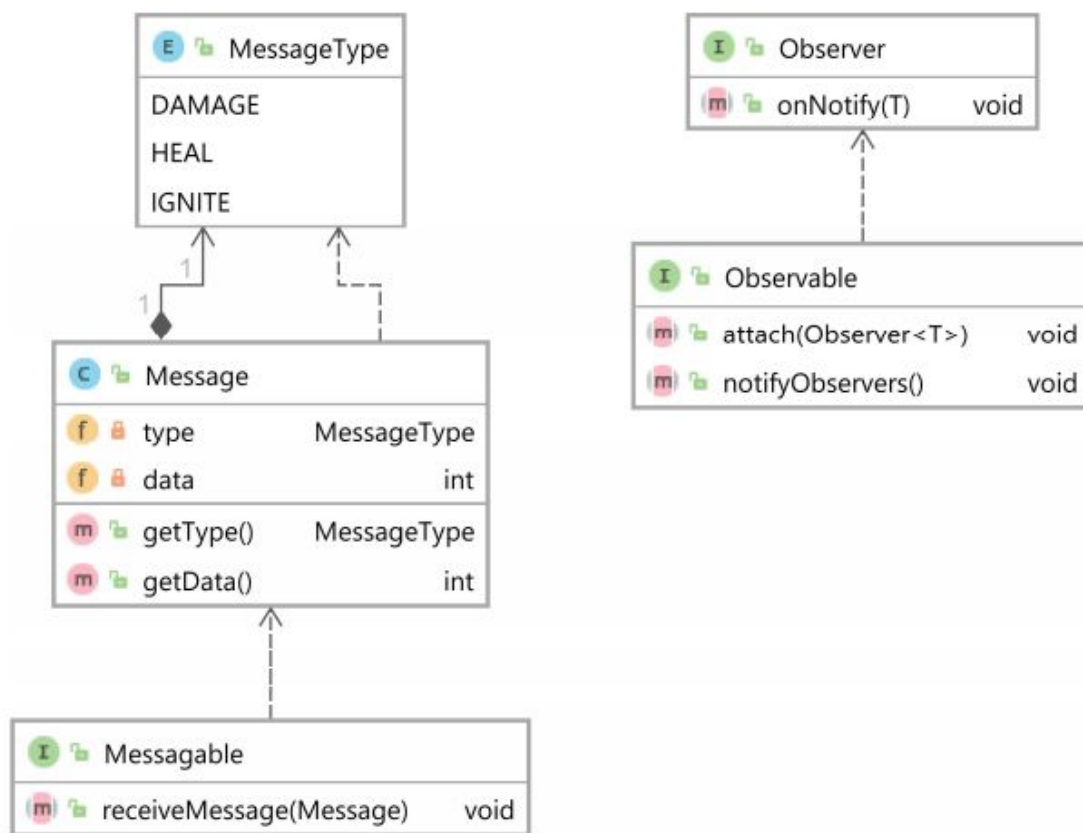 E MessageType
DAMAGE
HEAL
IGNITE
1
1
C Message
f type MessageType
f data int
m getType() MessageType
m getData() int
I Messagable
m receiveMessage(Message) void
I Observer
m onNotify(T) void
I Observable
m attach(Observer<T>) void
m notifyObservers() void